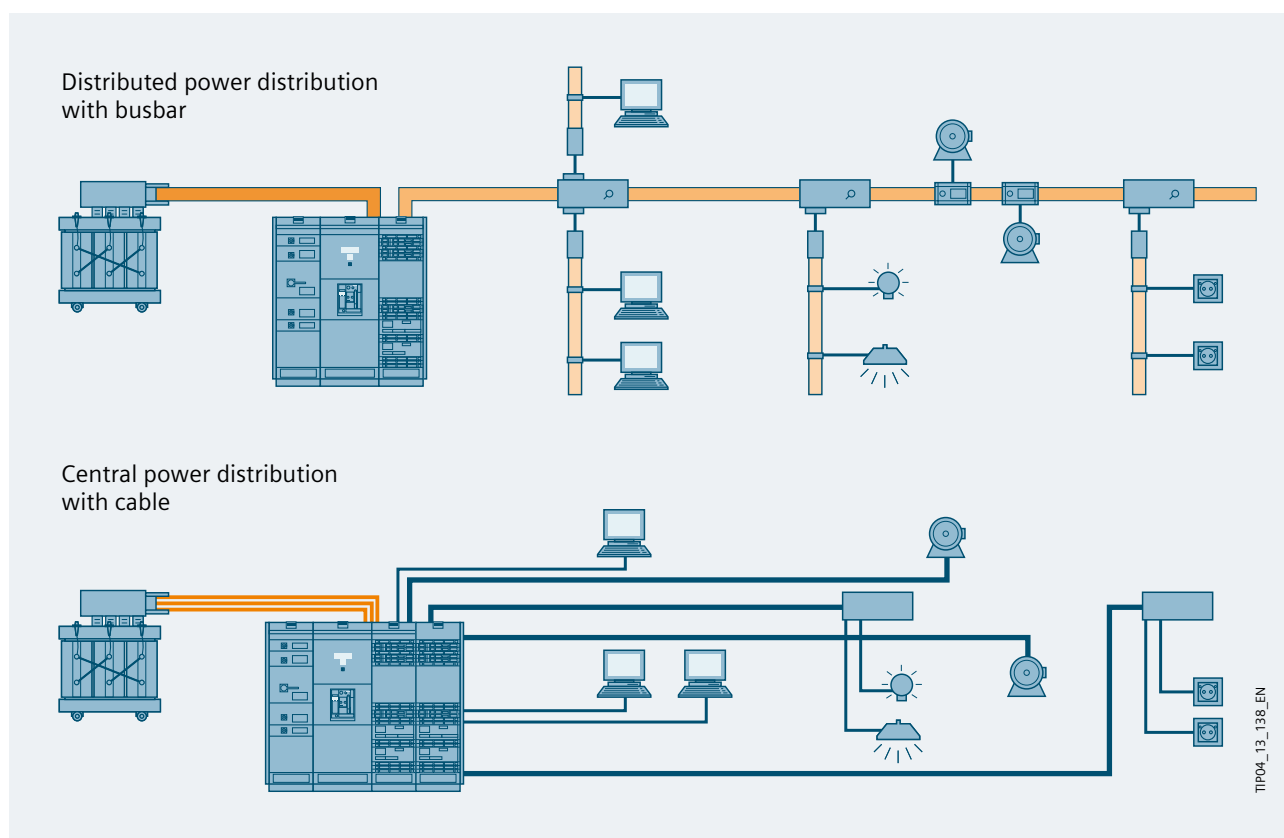 Distributed power distribution
with busbar
Central power distribution
with cable
TIP04_13_138_EN